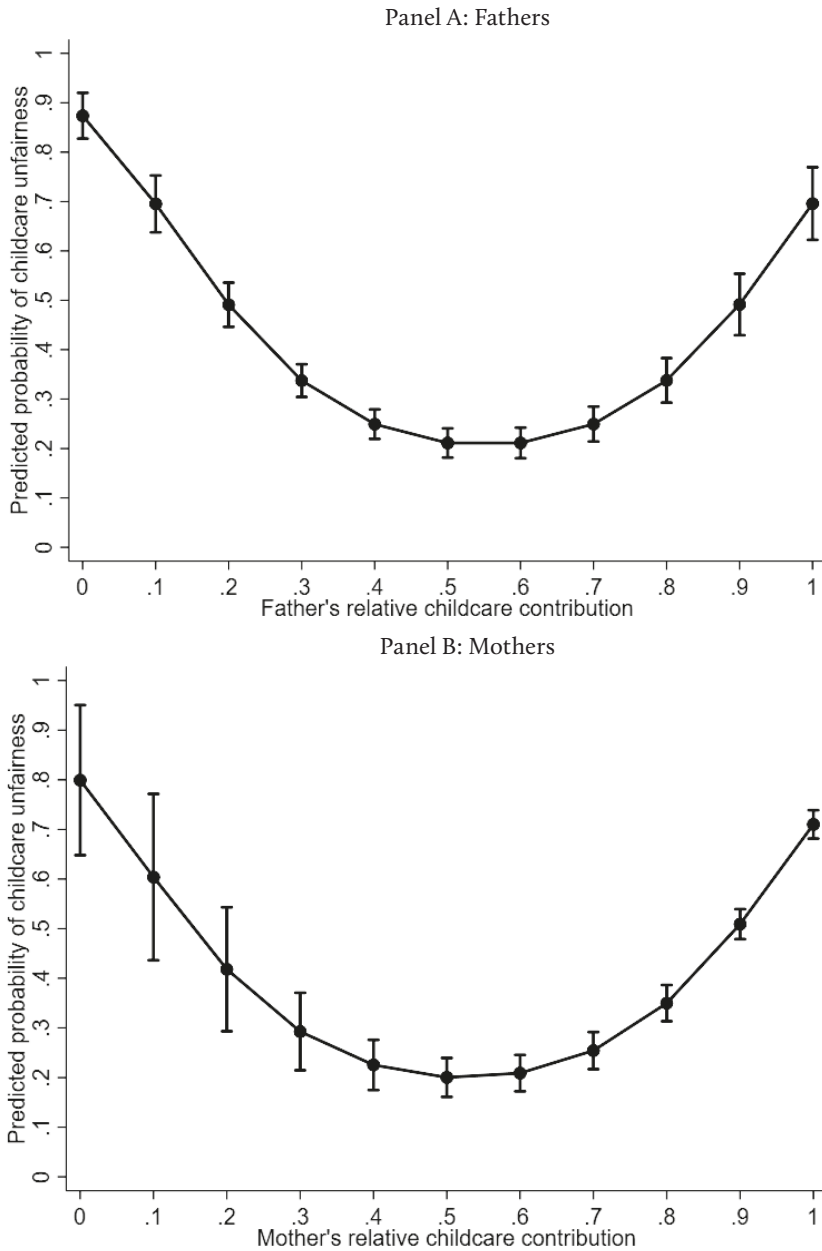 Panel A: Fathers
Predicted probability of childcare unfairness
1
.9
.8
.7
.6
.5
.4
.3
.2
.1
0
0 .1 .2 .3 .4 .5 .6 .7 .8 .9 1
Father's relative childcare contribution
Panel B: Mothers
Predicted probability of childcare unfairness
1
.9
.8
.7
.6
.5
.4
.3
.2
.1
0
0 .1 .2 .3 .4 .5 .6 .7 .8 .9 1
Mother's relative childcare contribution